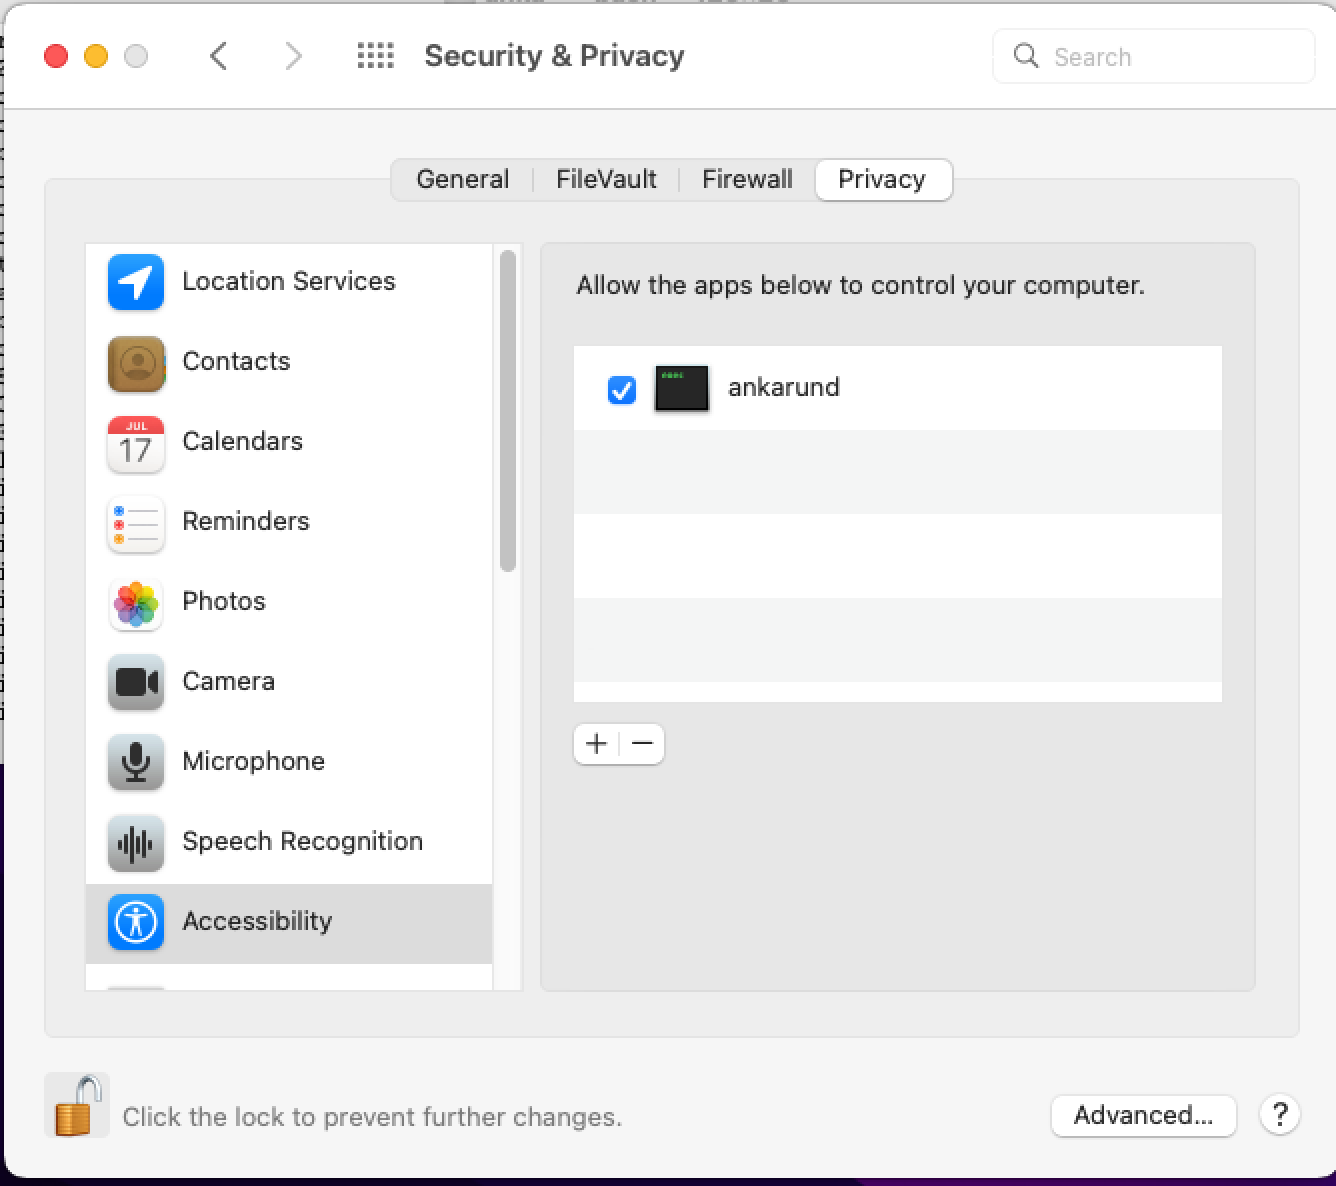 Security & Privacy
Search
General
FileVault
Firewall
Privacy
Location Services
Contacts
JUL
17
Calendars
Reminders
Photos
Camera
Microphone
Speech Recognition
Accessibility
Allow the apps below to control your computer.
ankarund
Click the lock to prevent further changes.
Advanced...
?